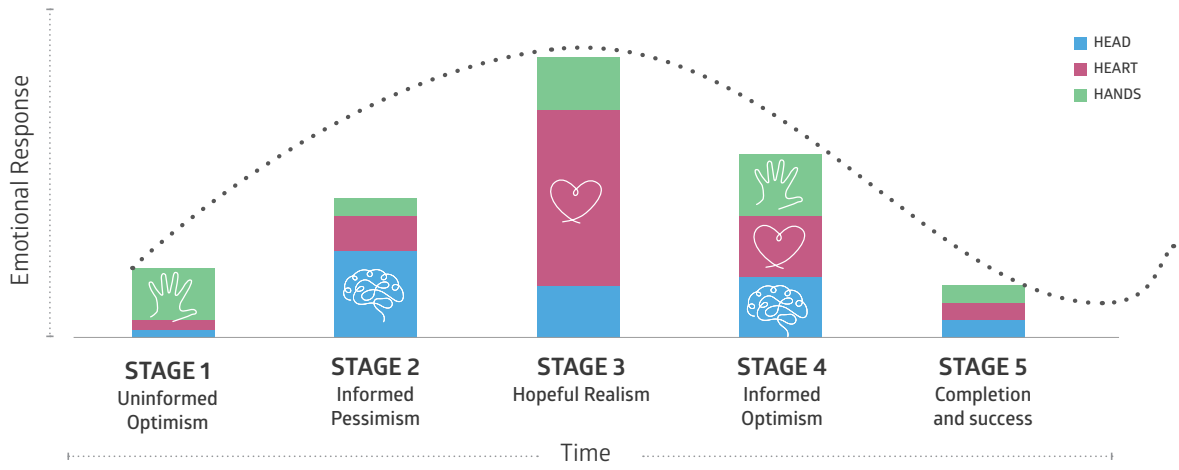 Emotional Response
HEAD
HEART
HANDS
STAGE 1
Uninformed
Optimism
STAGE 2
Informed
Pessimism
STAGE 3
Hopeful Realism
STAGE 4
Informed
Optimism
STAGE 5
Completion
and success
Time